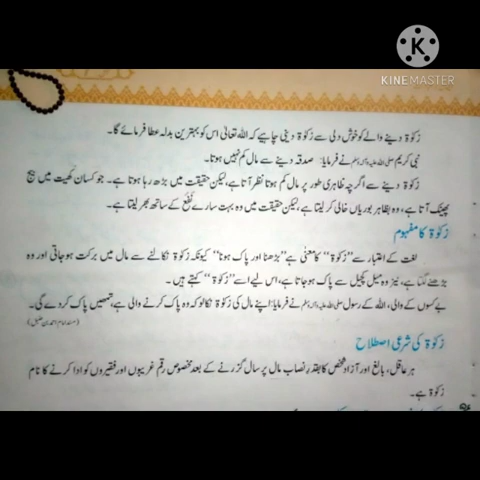 KINEMASTER
زکوٰۃ دینے والے کو خوش دلی سے زکوٰۃ دینی چاہیے کہ اللہ تعالیٰ اس کو بہترین بدلہ عطا فرمائے گا۔
نبی کریم صلی اللہ علیہ وسلم نے فرمایا: صدقہ دینے سے مال کم نہیں ہوتا۔
زکوٰۃ دینے سے اگرچہ ظاہری طور پر مال کم ہوتا نظر آتا ہے، لیکن حقیقت میں بڑھ رہا ہوتا ہے۔ جو کسان کھیت میں بیج
پھینک آتا ہے، وہ بظاہر بوریاں خالی کر لیتا ہے، لیکن حقیقت میں وہ بہت سارے نفع کے ساتھ بھر لیتا ہے۔
زکوٰۃ کا مفہوم
لغت کے اعتبار سے ”زکوٰۃ“ کا معنٰی ہے ”بڑھنا اور پاک ہونا“ کیونکہ زکوٰۃ نکالنے سے مال میں برکت ہو جاتی اور وہ
بڑھنے لگتا ہے، نیز وہ میل کچیل سے پاک ہو جاتا ہے، اس لیے اسے ”زکوٰۃ“ کہتے ہیں۔
بے کسوں کے والی، اللہ کے رسول صلی اللہ علیہ وسلم نے فرمایا: اپنے مال کی زکوٰۃ نکالو کہ وہ پاک کرنے والی ہے، تمھیں پاک کر دے گی۔
(مسند امام احمد بن حنبل)
زکوٰۃ کی شرعی اصطلاح
ہر عاقل، بالغ اور آزاد شخص کا بقدرِ نصاب مال پر سال گزرنے کے بعد مخصوص رقم غریبوں اور فقیروں کو ادا کرنے کا نام
زکوٰۃ ہے۔